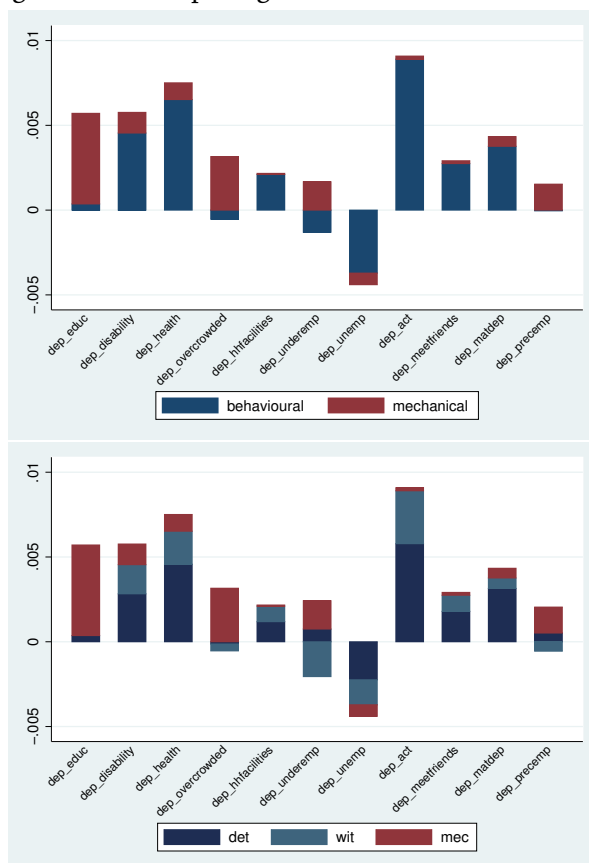 .01
.005
0
-.005
dep_educ
dep_disability
dep_health
dep_overcrowded
dep_hhfacilities
dep_underemp
dep_unemp
dep_act
dep_meetfriends
dep_matdep
dep_precemp
behavioural mechanical
.01
.005
0
-.005
dep_educ
dep_disability
dep_health
dep_overcrowded
dep_hhfacilities
dep_underemp
dep_unemp
dep_act
dep_meetfriends
dep_matdep
dep_precemp
det wit mec